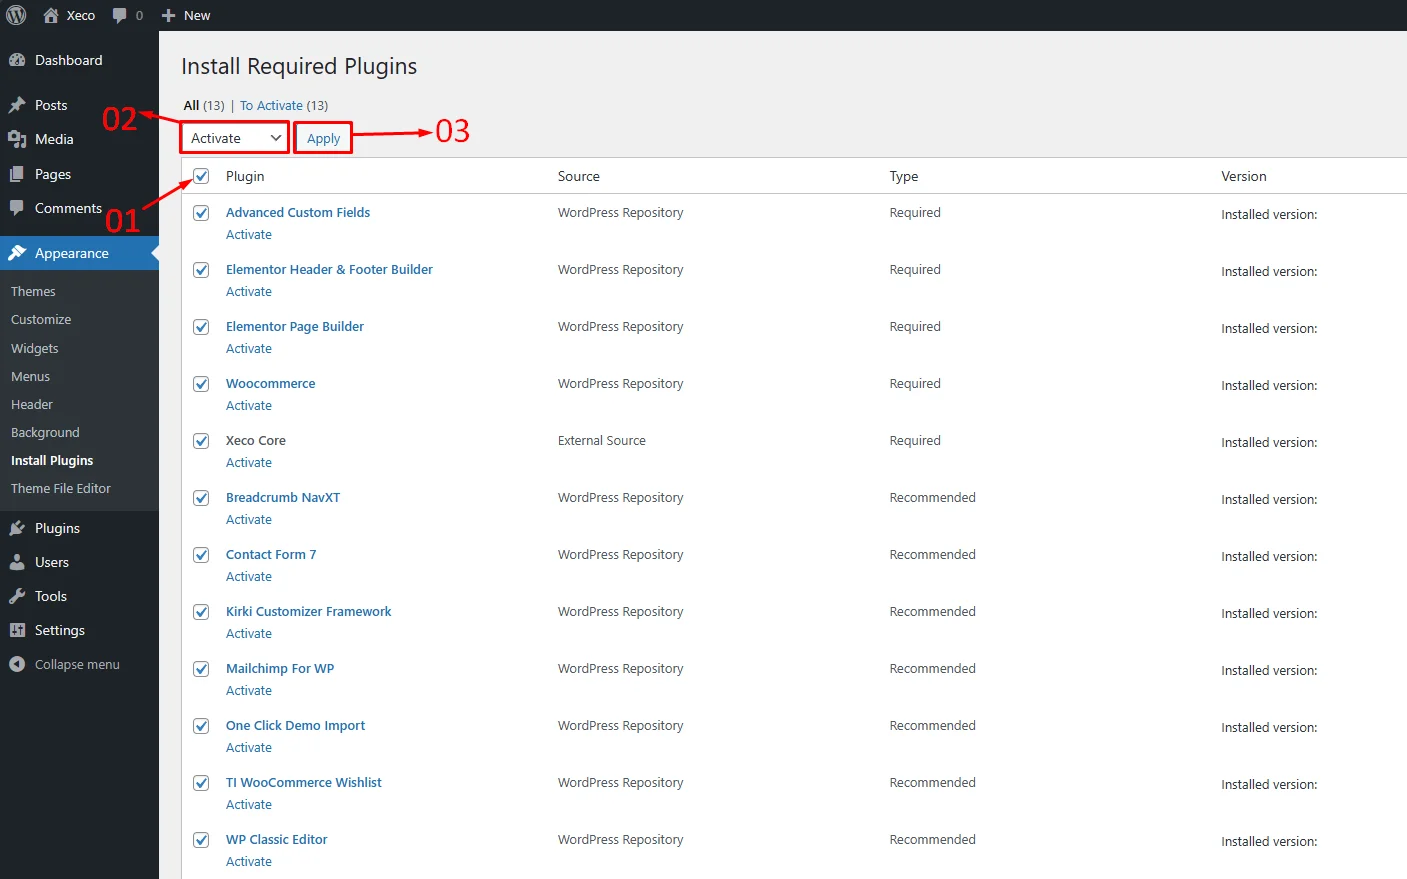 Xeco 0 New
Dashboard
Posts
Media
Pages
Comments
Appearance
Themes
Customize
Widgets
Menus
Header
Background
Install Plugins
Theme File Editor
Plugins
Users
Tools
Settings
Collapse menu
Install Required Plugins
All (13) | To Activate (13)
02 Activate Apply 03
01
Plugin Source Type Version
Advanced Custom Fields WordPress Repository Required Installed version:
Activate
Elementor Header & Footer Builder WordPress Repository Required Installed version:
Activate
Elementor Page Builder WordPress Repository Required Installed version:
Activate
Woocommerce WordPress Repository Required Installed version:
Activate
Xeco Core External Source Required Installed version:
Activate
Breadcrumb NavXT WordPress Repository Recommended Installed version:
Activate
Contact Form 7 WordPress Repository Recommended Installed version:
Activate
Kirki Customizer Framework WordPress Repository Recommended Installed version:
Activate
Mailchimp For WP WordPress Repository Recommended Installed version:
Activate
One Click Demo Import WordPress Repository Recommended Installed version:
Activate
TI WooCommerce Wishlist WordPress Repository Recommended Installed version:
Activate
WP Classic Editor WordPress Repository Recommended Installed version:
Activate